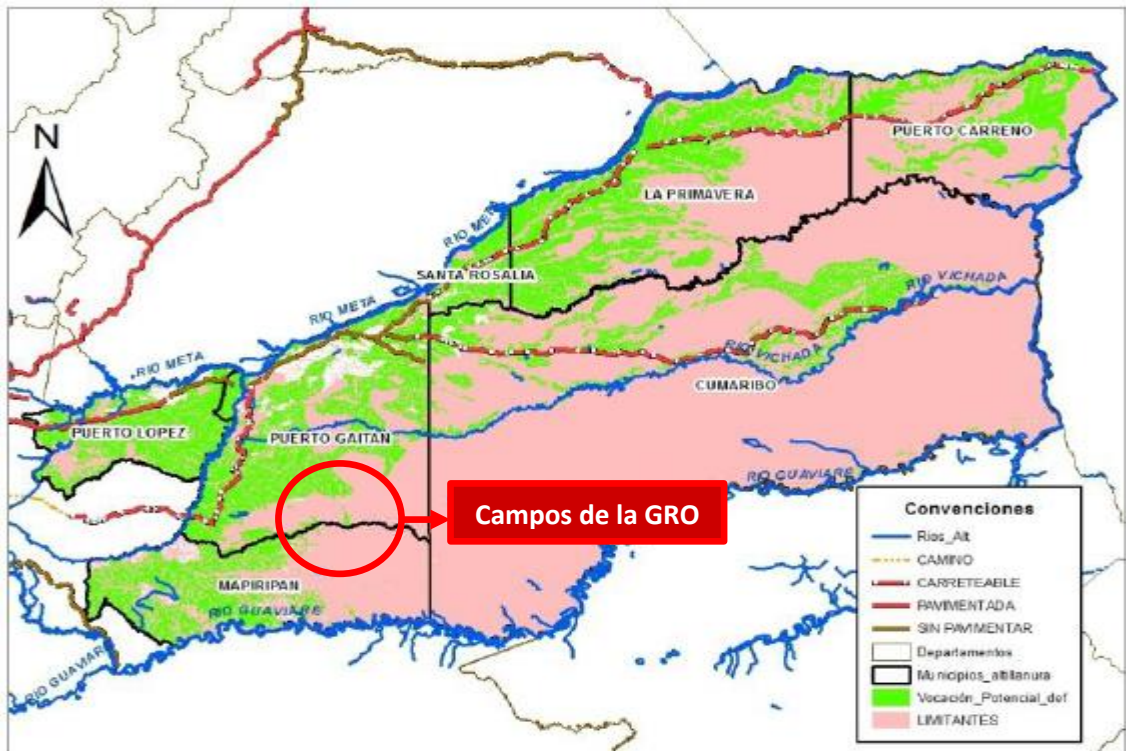 N
PUERTO CARREÑO
LA PRIMAVERA
RIO META
SANTA ROSALIA
RIO VICHADA
RIO META
RIO VICHADA
RIO META
CUMARIBO
PUERTO LOPEZ
PUERTO GAITAN
RIO GUAVIARE
Campos de la GRO
MAPIRIPAN
RIO GUAVIARE
RIO GUAVIARE
Convenciones
Rios_Alt
CAMINO
CARRETEABLE
PAVIMENTADA
SIN PAVIMENTAR
Departamentos
Municipios_altillanura
Vocación_Potencial_def
LIMITANTES